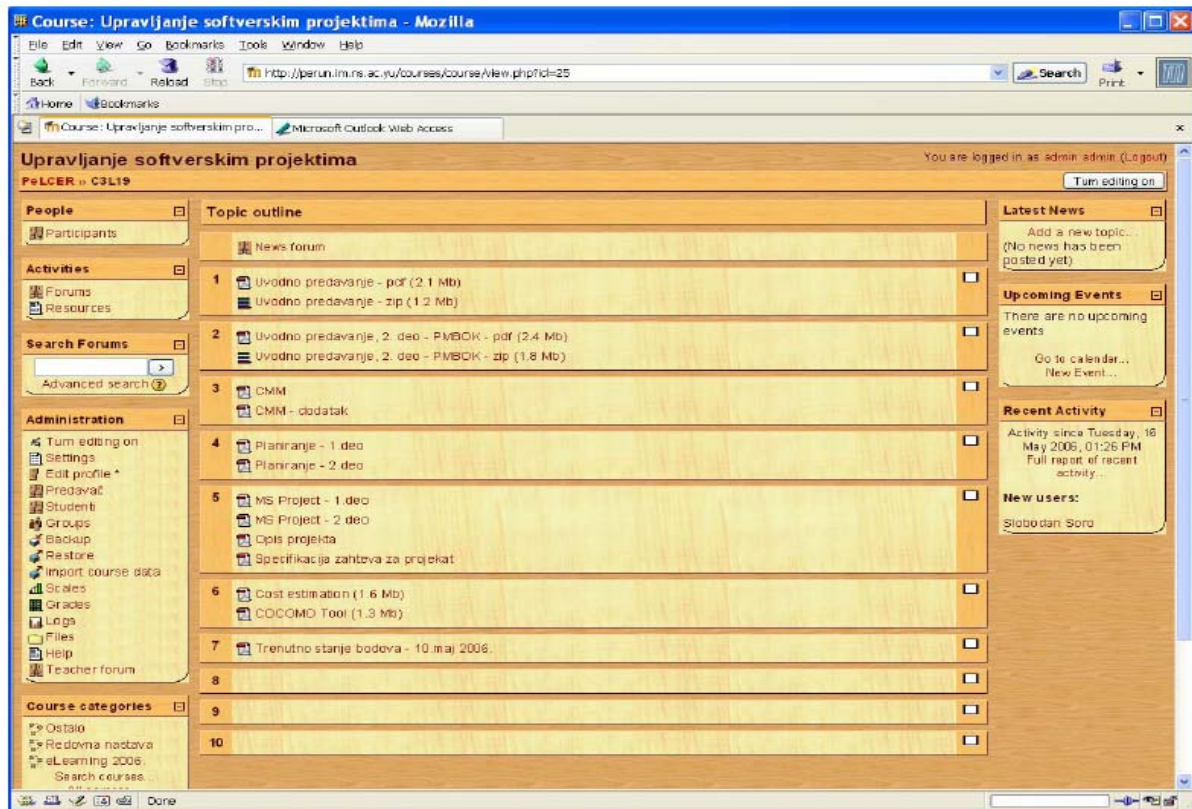 Course: Upravljanje softverskim projektima - Mozilla
File Edit View Go Bookmarks Tools Window Help
Back Forward Reload Stop http://perun.im.ns.ac.yu/courses/course/view.php?id=25 Search Print
Home Bookmarks
Course: Upravljanje softverskim pro... Microsoft Outlook Web Access
Upravljanje softverskim projektima
You are logged in as admin admin (Logout)
PeLCER » C3L19
Turn editing on
People
Participants
Activities
Forums
Resources
Search Forums
Advanced search
Administration
Turn editing on
Settings
Edit profile *
Predavač
Studenti
Groups
Backup
Restore
Import course data
Scales
Grades
Logs
Files
Help
Teacher forum
Course categories
Ostalo
Redovna nastava
eLearning 2006.
Search courses...
Topic outline
News forum
1 Uvodno predavanje - pdf (2.1 Mb)
Uvodno predavanje - zip (1.2 Mb)
2 Uvodno predavanje, 2. deo - PMBOK - pdf (2.4 Mb)
Uvodno predavanje, 2. deo - PMBOK - zip (1.8 Mb)
3 CMM
CMM - dodatak
4 Planiranje - 1.deo
Planiranje - 2.deo
5 MS Project - 1.deo
MS Project - 2.deo
Opis projekta
Specifikacija zahteva za projekat
6 Cost estimation (1.6 Mb)
COCOMO Tool (1.3 Mb)
7 Trenutno stanje bodova - 10.maj 2006.
8
9
10
Latest News
Add a new topic...
(No news has been
posted yet)
Upcoming Events
There are no upcoming
events
Go to calendar...
New Event...
Recent Activity
Activity since Tuesday, 16
May 2006, 01:26 PM
Full report of recent
activity...
New users:
Slobodan Soro
Done